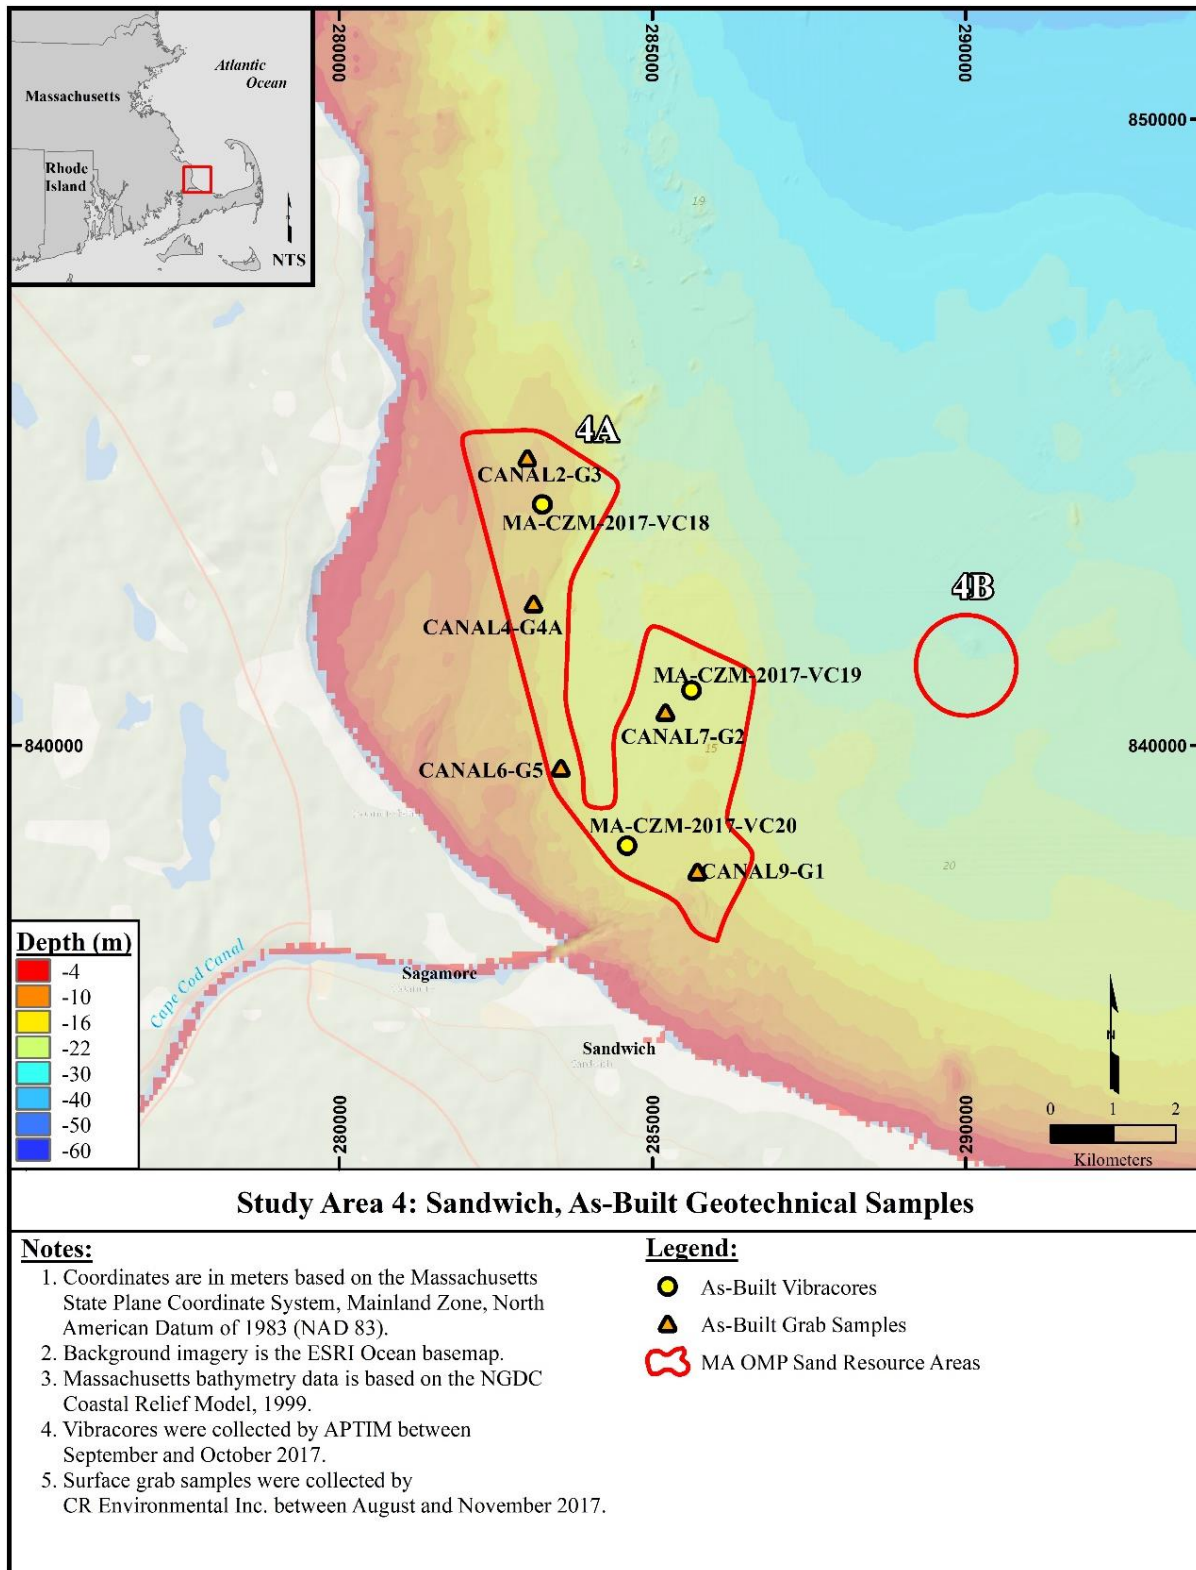 280000
285000
290000
Atlantic
Ocean
Massachusetts
850000
Rhode
Island
19
NTS
4A
CANAL2-G3
MA-CZM-2017-VC18
4B
CANAL4-G4A
MA-CZM-2017-VC19
CANAL7-G2
840000
15
840000
CANAL6-G5
MA-CZM-2017-VC20
20
CANAL9-G1
Depth (m)
-4
-10
-16
-22
-30
-40
-50
-60
Cape Cod Canal
Sagamore
Sandwich
Sandwich
N
280000
285000
290000
0 1 2
Kilometers
Study Area 4: Sandwich, As-Built Geotechnical Samples
Notes:
1. Coordinates are in meters based on the Massachusetts
State Plane Coordinate System, Mainland Zone, North
American Datum of 1983 (NAD 83).
2. Background imagery is the ESRI Ocean basemap.
3. Massachusetts bathymetry data is based on the NGDC
Coastal Relief Model, 1999.
4. Vibracores were collected by APTIM between
September and October 2017.
5. Surface grab samples were collected by
CR Environmental Inc. between August and November 2017.
Legend:
As-Built Vibracores
As-Built Grab Samples
MA OMP Sand Resource Areas